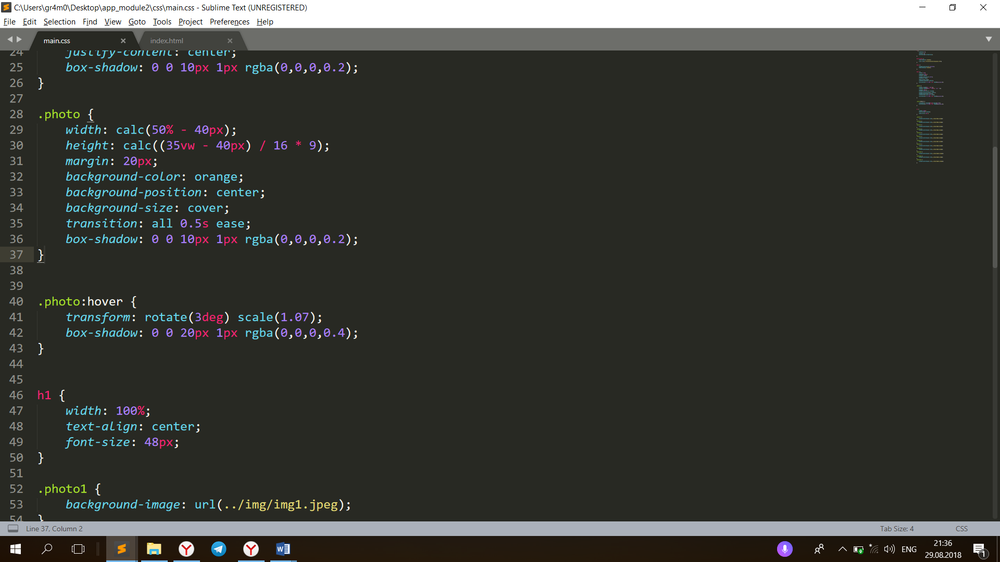 C:\Users\gr4m0\Desktop\app_module2\css\main.css - Sublime Text (UNREGISTERED)
File Edit Selection Find View Goto Tools Project Preferences Help
main.css index.html
24 justify-content: center;
25 box-shadow: 0 0 10px 1px rgba(0,0,0,0.2);
26 }
27
28 .photo {
29 width: calc(50% - 40px);
30 height: calc((35vw - 40px) / 16 * 9);
31 margin: 20px;
32 background-color: orange;
33 background-position: center;
34 background-size: cover;
35 transition: all 0.5s ease;
36 box-shadow: 0 0 10px 1px rgba(0,0,0,0.2);
37 }
38
39
40 .photo:hover {
41 transform: rotate(3deg) scale(1.07);
42 box-shadow: 0 0 20px 1px rgba(0,0,0,0.4);
43 }
44
45
46 h1 {
47 width: 100%;
48 text-align: center;
49 font-size: 48px;
50 }
51
52 .photo1 {
53 background-image: url(../img/img1.jpeg);
54 }
Line 37, Column 2 Tab Size: 4 CSS
ENG 21:36
29.08.2018
1